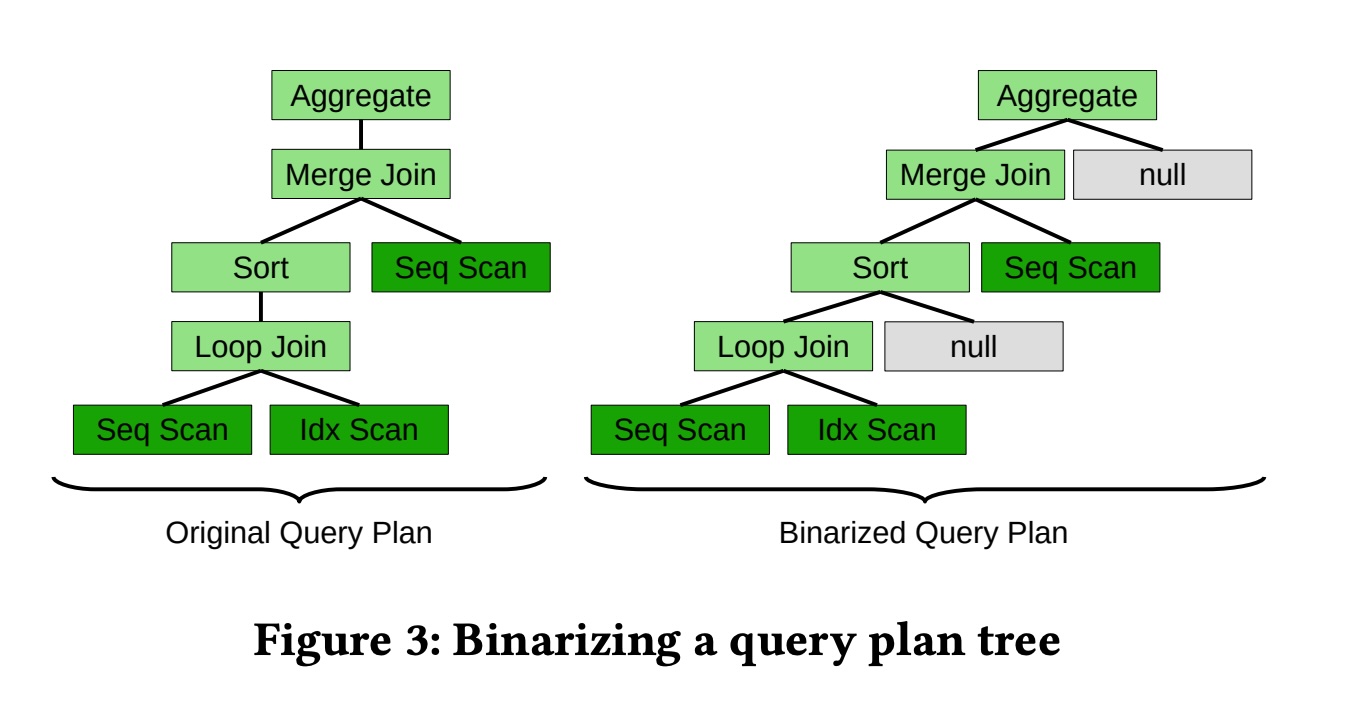 Aggregate
Merge Join
Sort
Seq Scan
Loop Join
Seq Scan
Idx Scan
Original Query Plan
Aggregate
Merge Join
null
Sort
Seq Scan
Loop Join
null
Seq Scan
Idx Scan
Binarized Query Plan
Figure 3: Binarizing a query plan tree